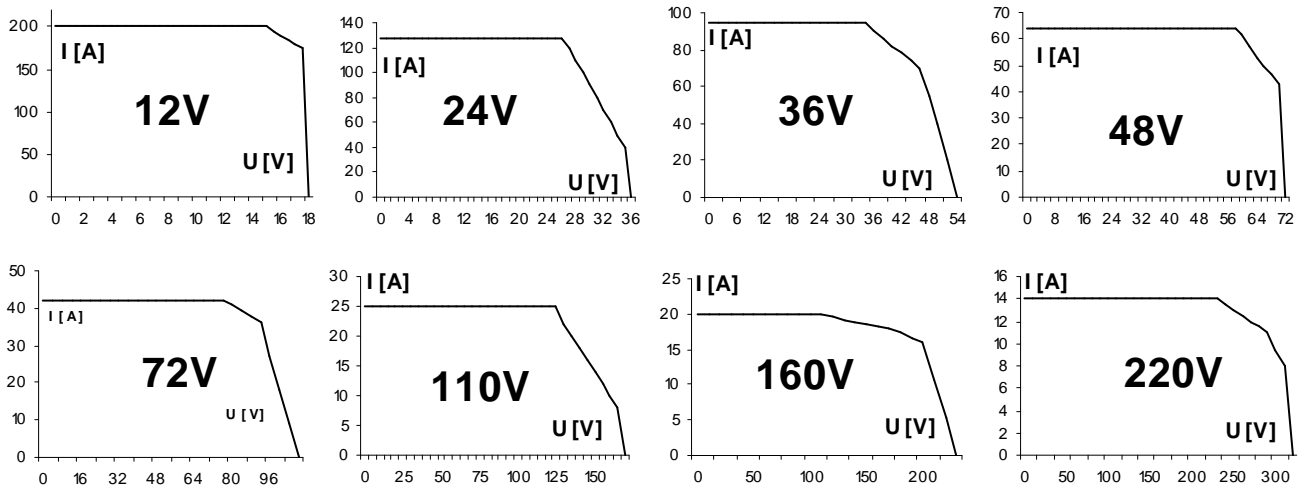 200
150
100
50
0
I [A]
12V
U [V]
0 2 4 6 8 10 12 14 16 18
140
120
100
80
60
40
20
0
I [A]
24V
U [V]
0 4 8 12 16 20 24 28 32 36
100
80
60
40
20
0
I [A]
36V
U [V]
0 6 12 18 24 30 36 42 48 54
70
60
50
40
30
20
10
0
I [A]
48V
U [V]
0 8 16 24 32 40 48 56 64 72
50
40
30
20
10
0
I [A]
72V
U [V]
0 16 32 48 64 80 96
30
25
20
15
10
5
0
I [A]
110V
U [V]
0 25 50 75 100 125 150
25
20
15
10
5
0
I [A]
160V
U [V]
0 50 100 150 200
16
14
12
10
8
6
4
2
0
I [A]
220V
U [V]
0 50 100 150 200 250 300